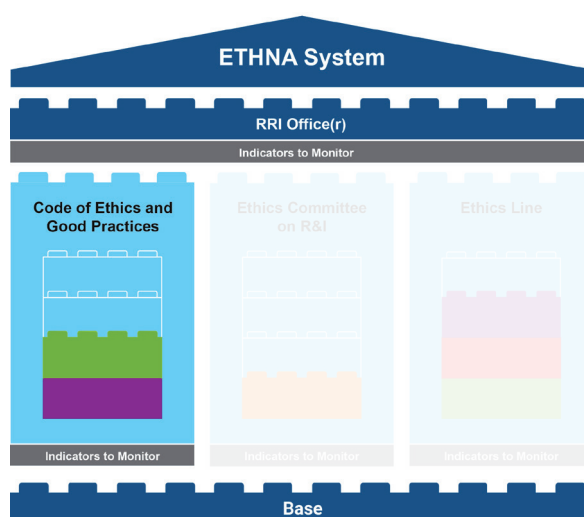 ETHNA System
RRI Office(r)
Indicators to Monitor
Code of Ethics and
Good Practices
Ethics Committee
on R&I
Ethics Line
Indicators to Monitor
Indicators to Monitor
Indicators to Monitor
Base